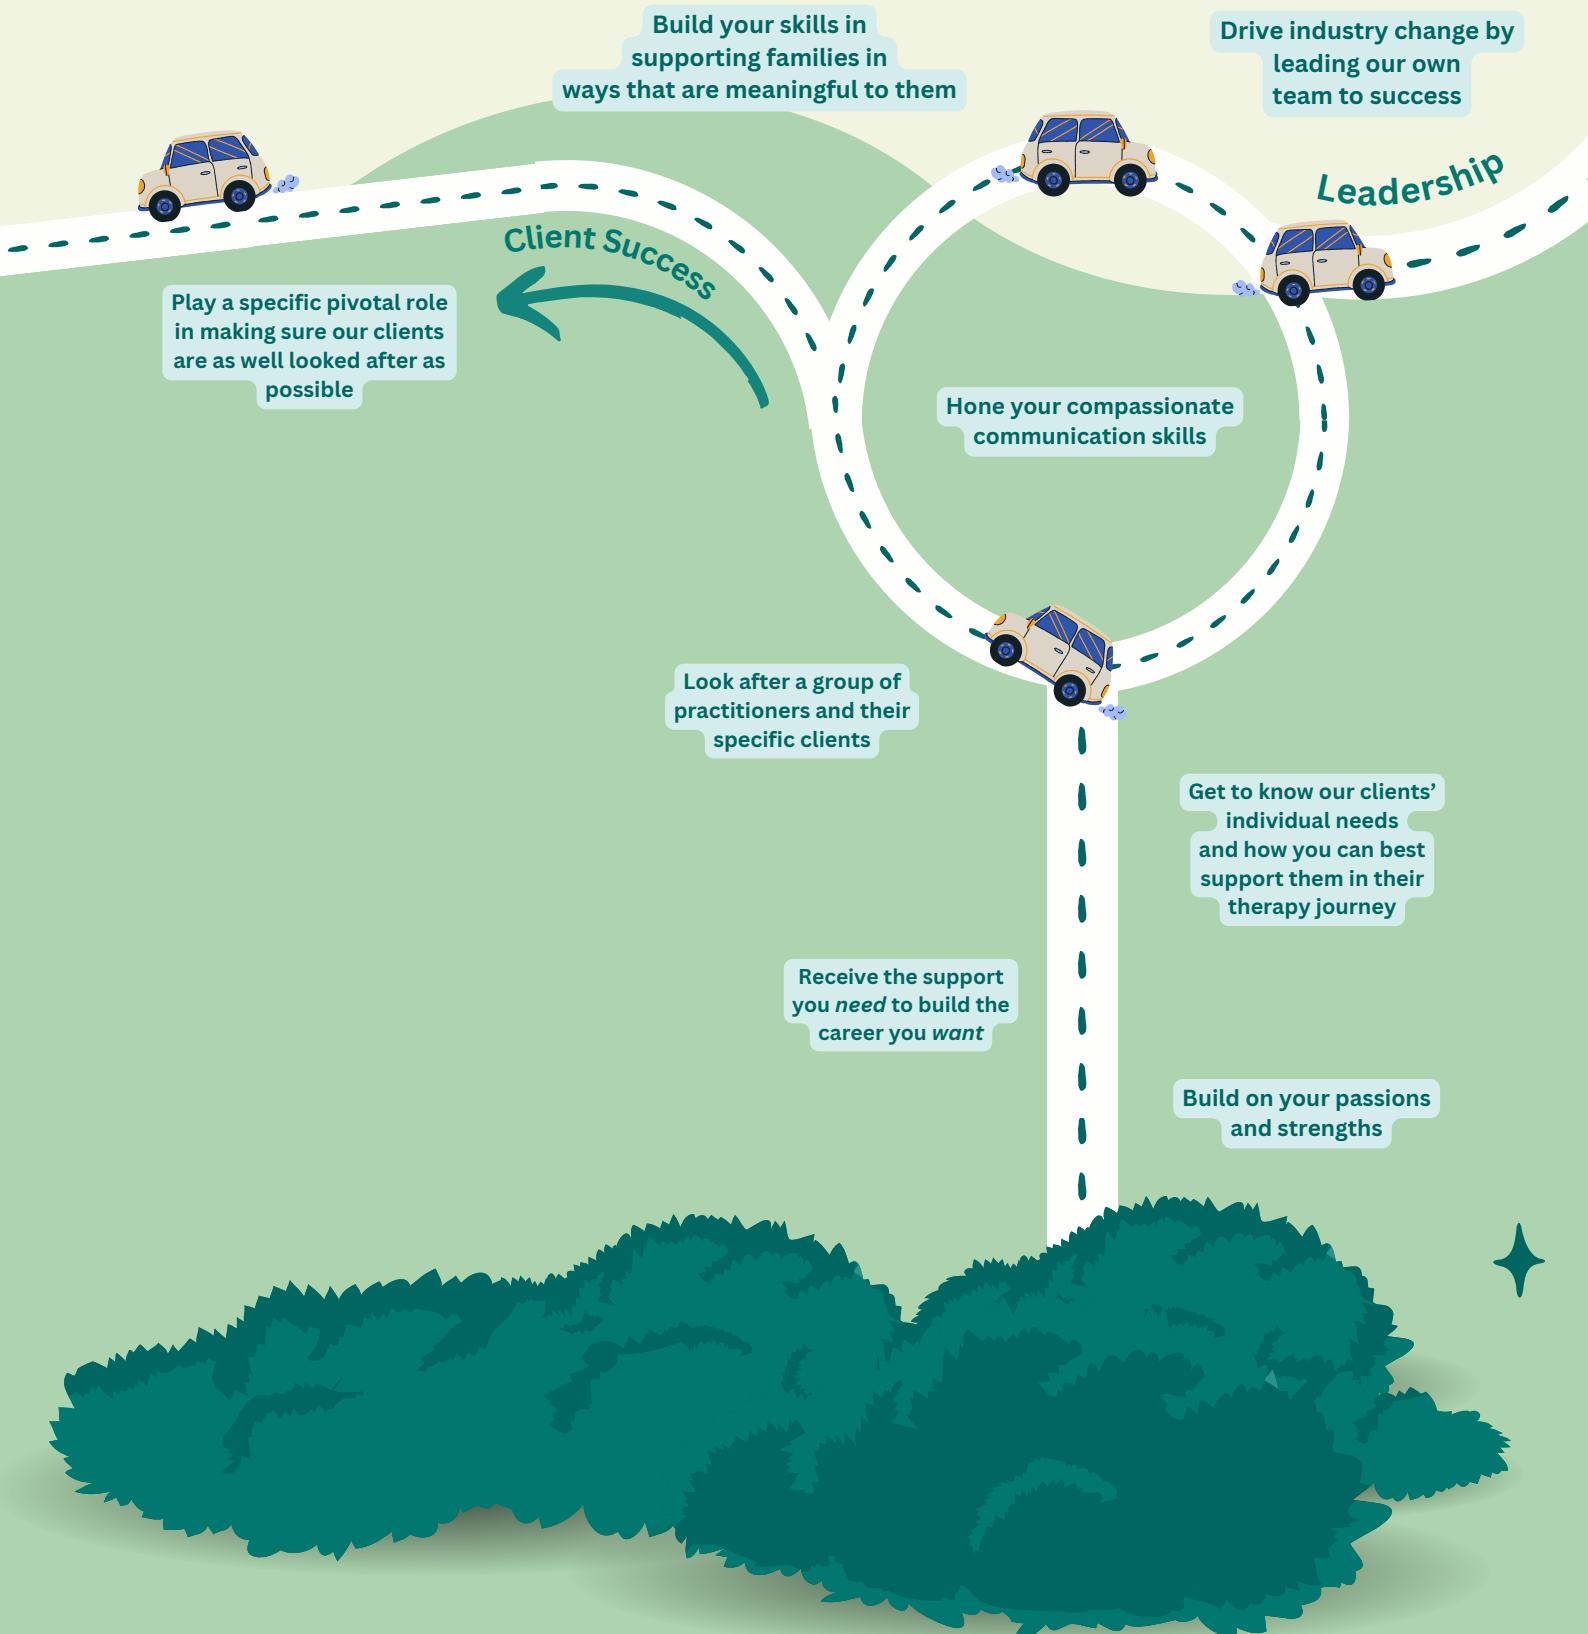 Build your skills in
supporting families in
ways that are meaningful to them
Drive industry change by
leading our own
team to success
Leadership
Client Success
Play a specific pivotal role
in making sure our clients
are as well looked after as
possible
Hone your compassionate
communication skills
Look after a group of
practitioners and their
specific clients
Get to know our clients’
individual needs
and how you can best
support them in their
therapy journey
Receive the support
you need to build the
career you want
Build on your passions
and strengths